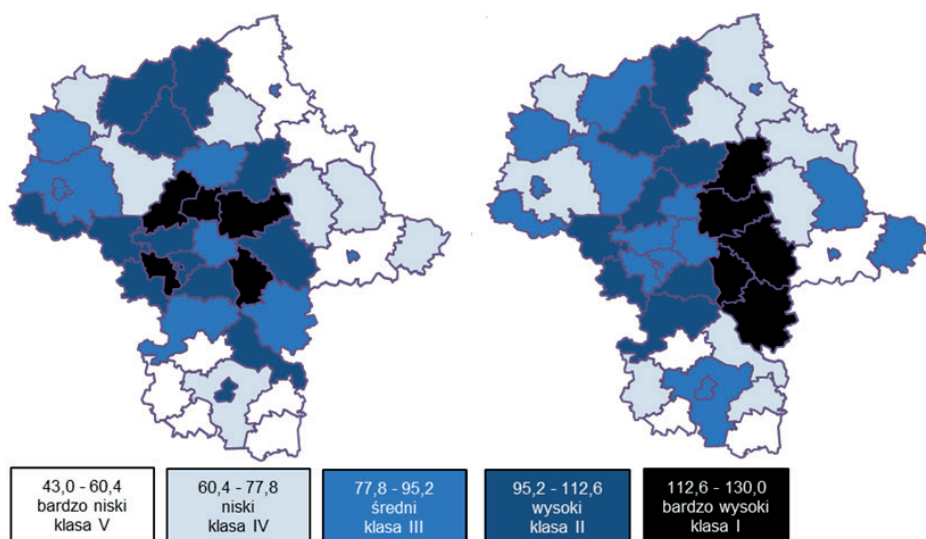 43,0 - 60,4
bardzo niski
klasa V
60,4 - 77,8
niski
klasa IV
77,8 - 95,2
średni
klasa III
95,2 - 112,6
wysoki
klasa II
112,6 - 130,0
bardzo wysoki
klasa I